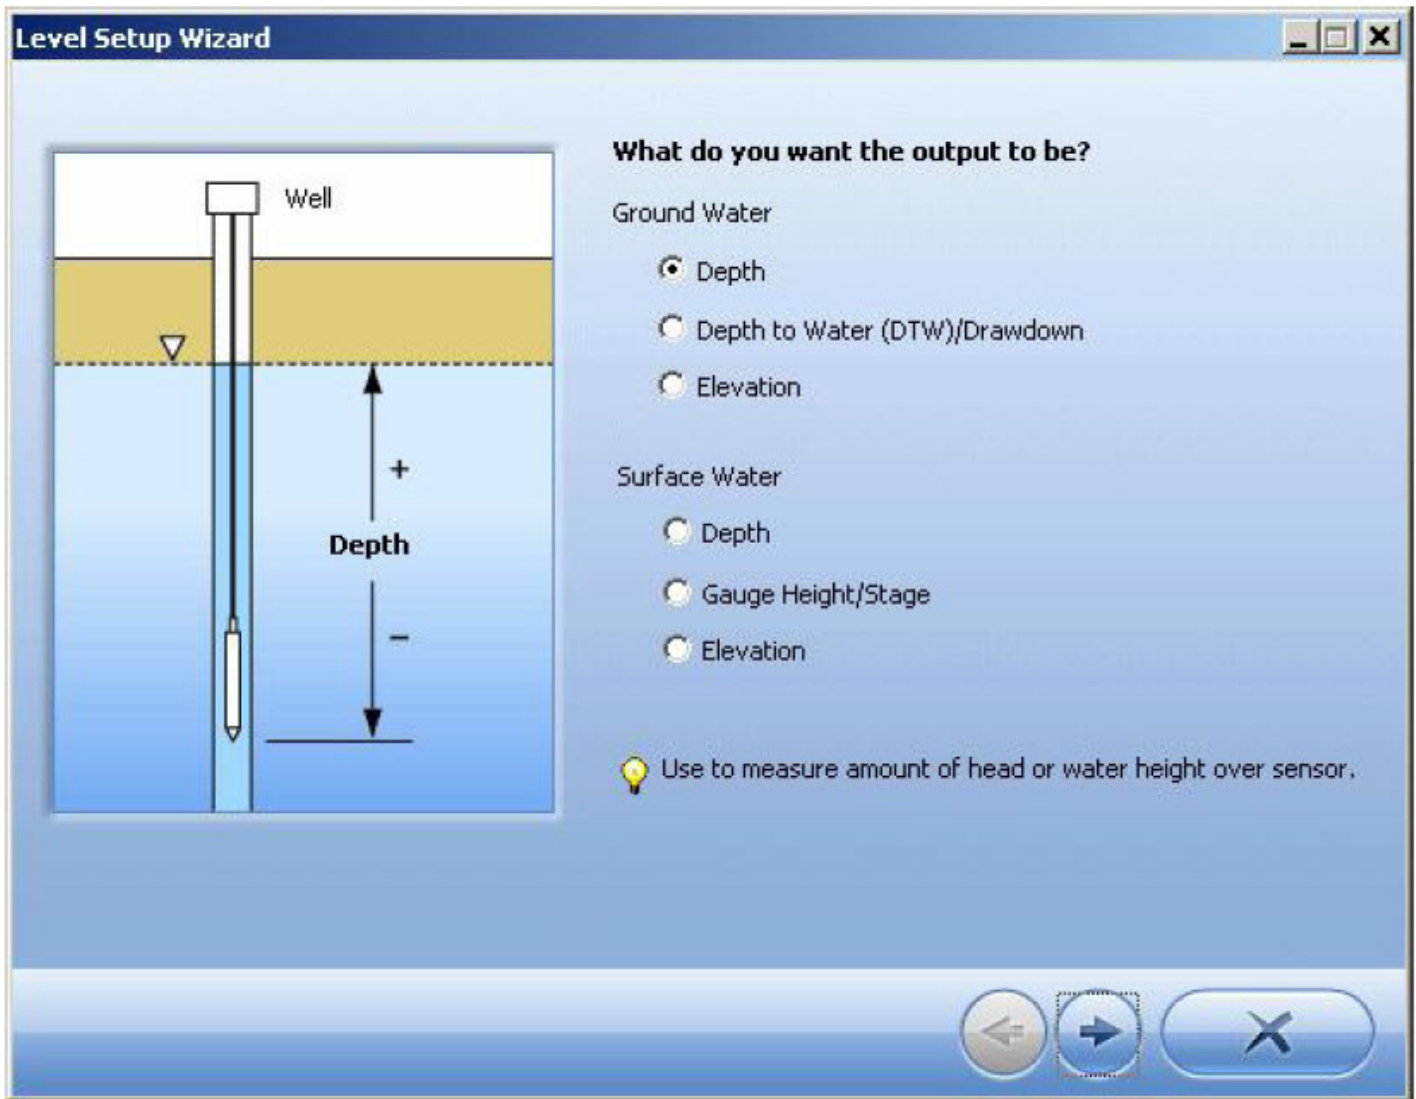 Level Setup Wizard
Well
+
Depth
−
What do you want the output to be?
Ground Water
Depth
Depth to Water (DTW)/Drawdown
Elevation
Surface Water
Depth
Gauge Height/Stage
Elevation
Use to measure amount of head or water height over sensor.